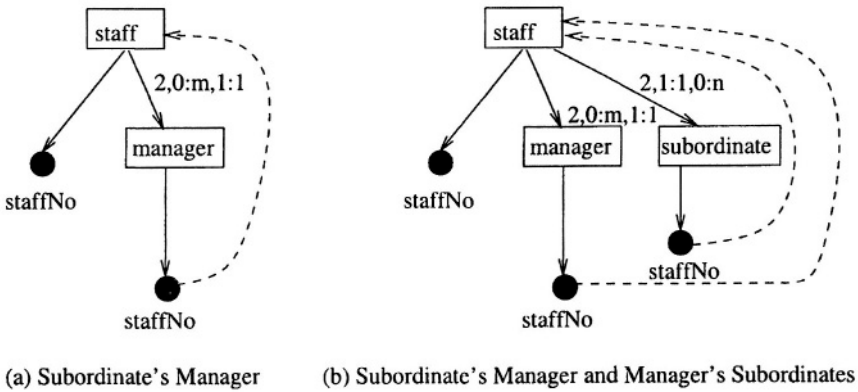 staff
2,0:m,1:1
manager
staffNo
staffNo
(a) Subordinate's Manager
staff
2,1:1,0:n
2,0:m,1:1
manager
subordinate
staffNo
staffNo
staffNo
(b) Subordinate's Manager and Manager's Subordinates